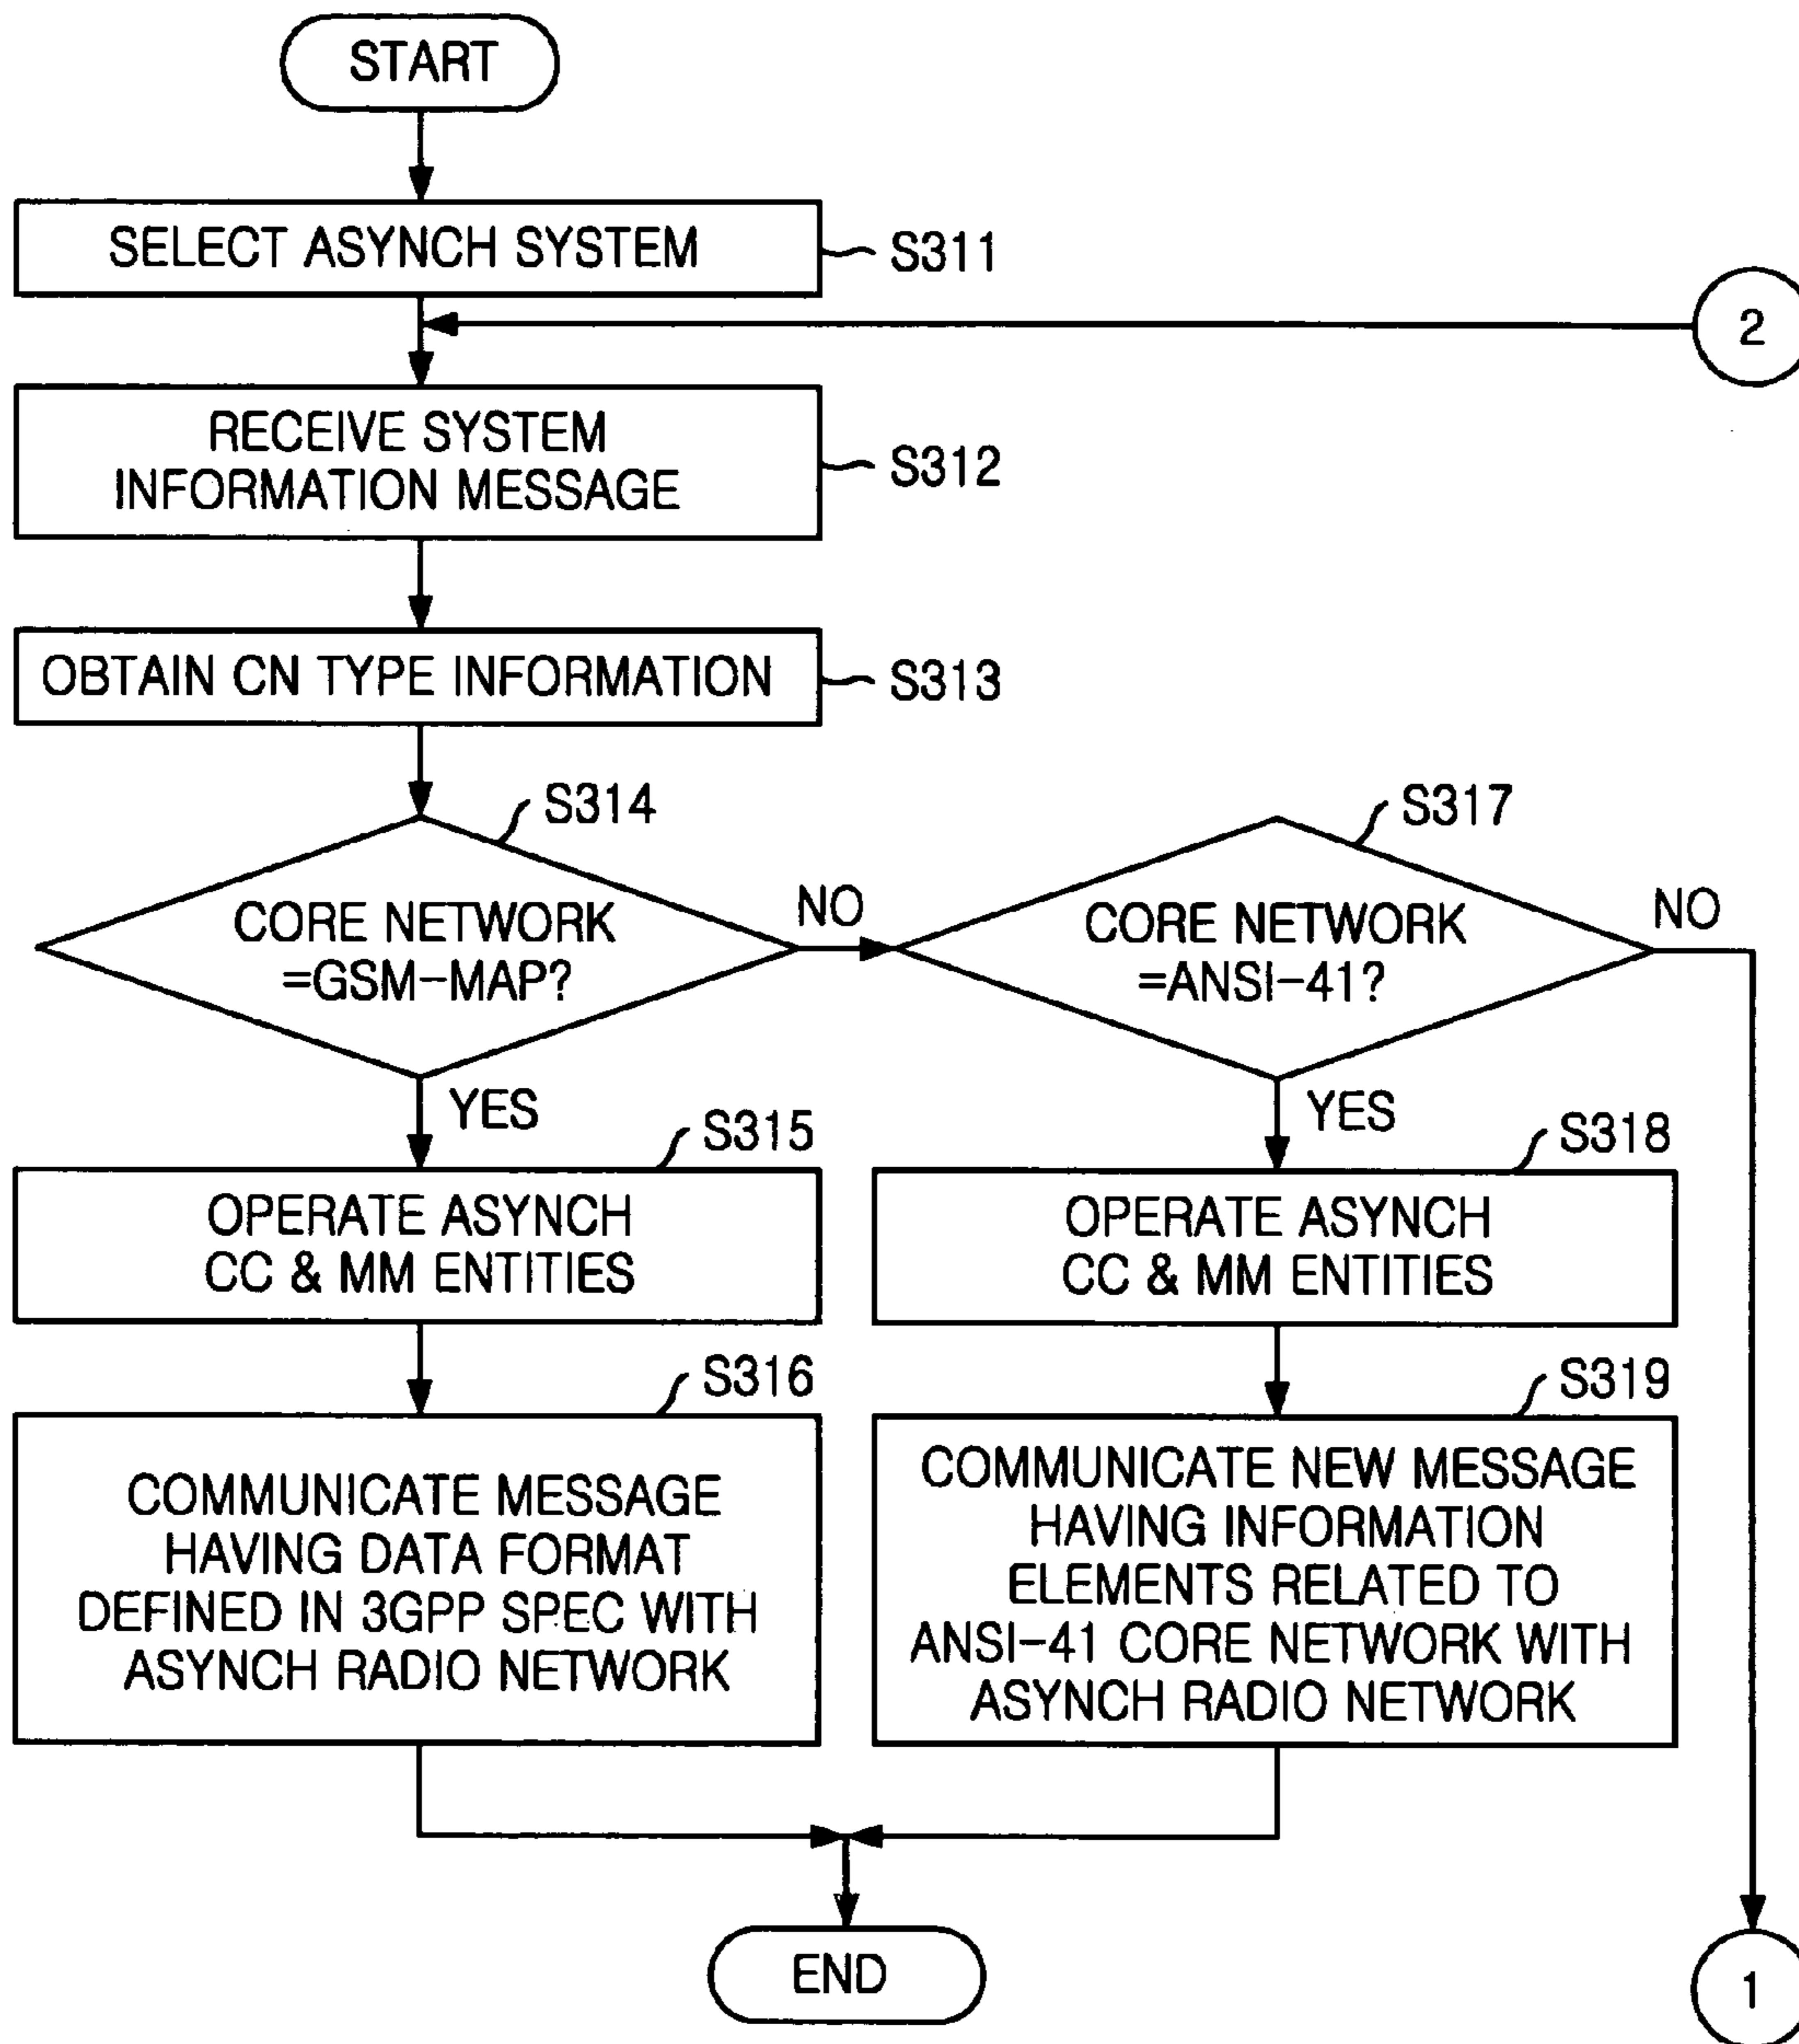 START
SELECT ASYNCH SYSTEM
S311
2
RECEIVE SYSTEM
INFORMATION MESSAGE
S312
OBTAIN CN TYPE INFORMATION
S313
S314
CORE NETWORK
=GSM-MAP?
NO
YES
S317
CORE NETWORK
=ANSI-41?
NO
YES
S315
OPERATE ASYNCH
CC & MM ENTITIES
S318
OPERATE ASYNCH
CC & MM ENTITIES
S316
COMMUNICATE MESSAGE
HAVING DATA FORMAT
DEFINED IN 3GPP SPEC WITH
ASYNCH RADIO NETWORK
S319
COMMUNICATE NEW MESSAGE
HAVING INFORMATION
ELEMENTS RELATED TO
ANSI-41 CORE NETWORK WITH
ASYNCH RADIO NETWORK
END
1